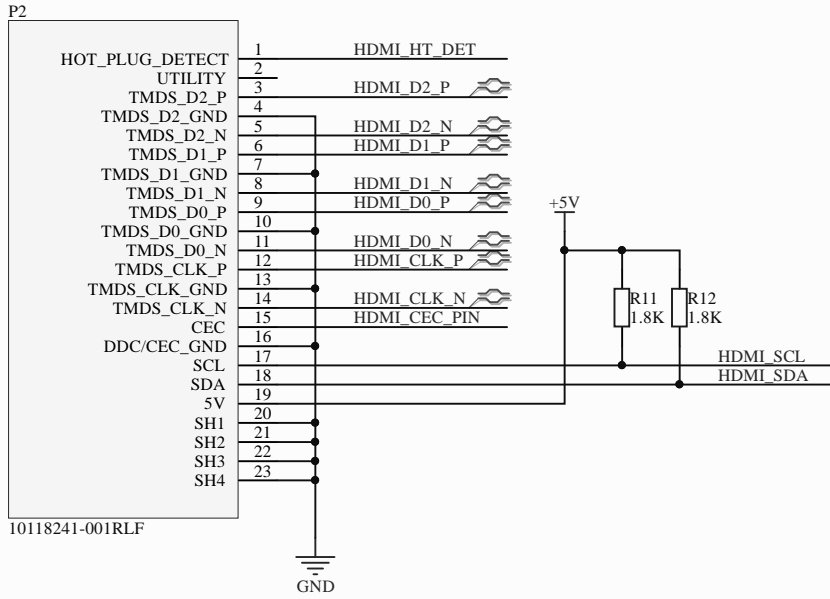 P2
HOT_PLUG_DETECT 1 HDMI_HT_DET
UTILITY 2
TMDS_D2_P 3 HDMI_D2_P
TMDS_D2_GND 4
TMDS_D2_N 5 HDMI_D2_N
TMDS_D1_P 6 HDMI_D1_P
TMDS_D1_GND 7
TMDS_D1_N 8 HDMI_D1_N
TMDS_D0_P 9 HDMI_D0_P
TMDS_D0_GND 10
TMDS_D0_N 11 HDMI_D0_N
TMDS_CLK_P 12 HDMI_CLK_P
TMDS_CLK_GND 13
TMDS_CLK_N 14 HDMI_CLK_N
CEC 15 HDMI_CEC_PIN
DDC/CEC_GND 16
SCL 17 HDMI_SCL
SDA 18 HDMI_SDA
5V 19
SH1 20
SH2 21
SH3 22
SH4 23
10118241-001RLF
GND
+5V
R11
1.8K
R12
1.8K